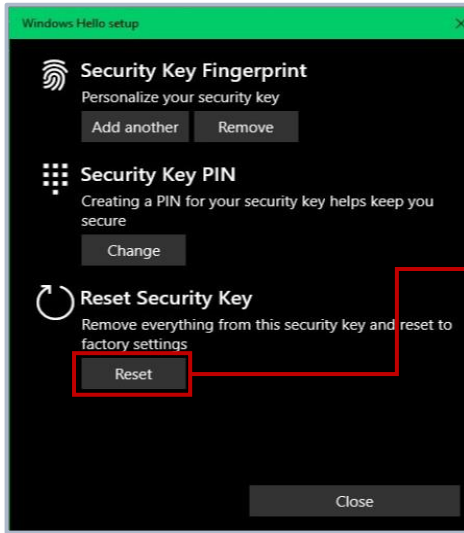 Windows Hello setup
Security Key Fingerprint
Personalize your security key
Add another Remove
Security Key PIN
Creating a PIN for your security key helps keep you
secure
Change
Reset Security Key
Remove everything from this security key and reset to
factory settings
Reset
Close